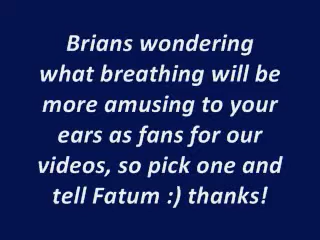 Brians wondering
what breathing will be
more amusing to your
ears as fans for our
videos, so pick one and
tell Fatum :) thanks!